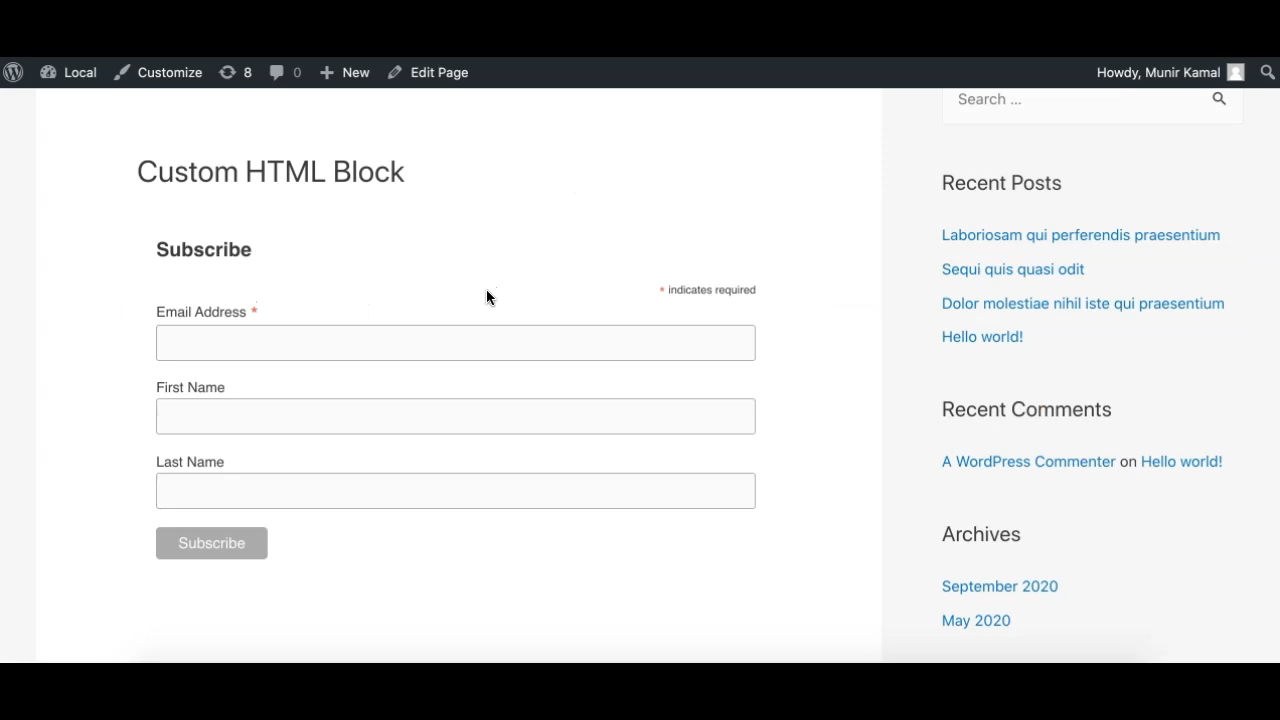 Local Customize 8 0 New Edit Page Howdy, Munir Kamal
Search ...
Custom HTML Block
Subscribe
* indicates required
Email Address *
First Name
Last Name
Subscribe
Recent Posts
Laboriosam qui perferendis praesentium
Sequi quis quasi odit
Dolor molestiae nihil iste qui praesentium
Hello world!
Recent Comments
A WordPress Commenter on Hello world!
Archives
September 2020
May 2020